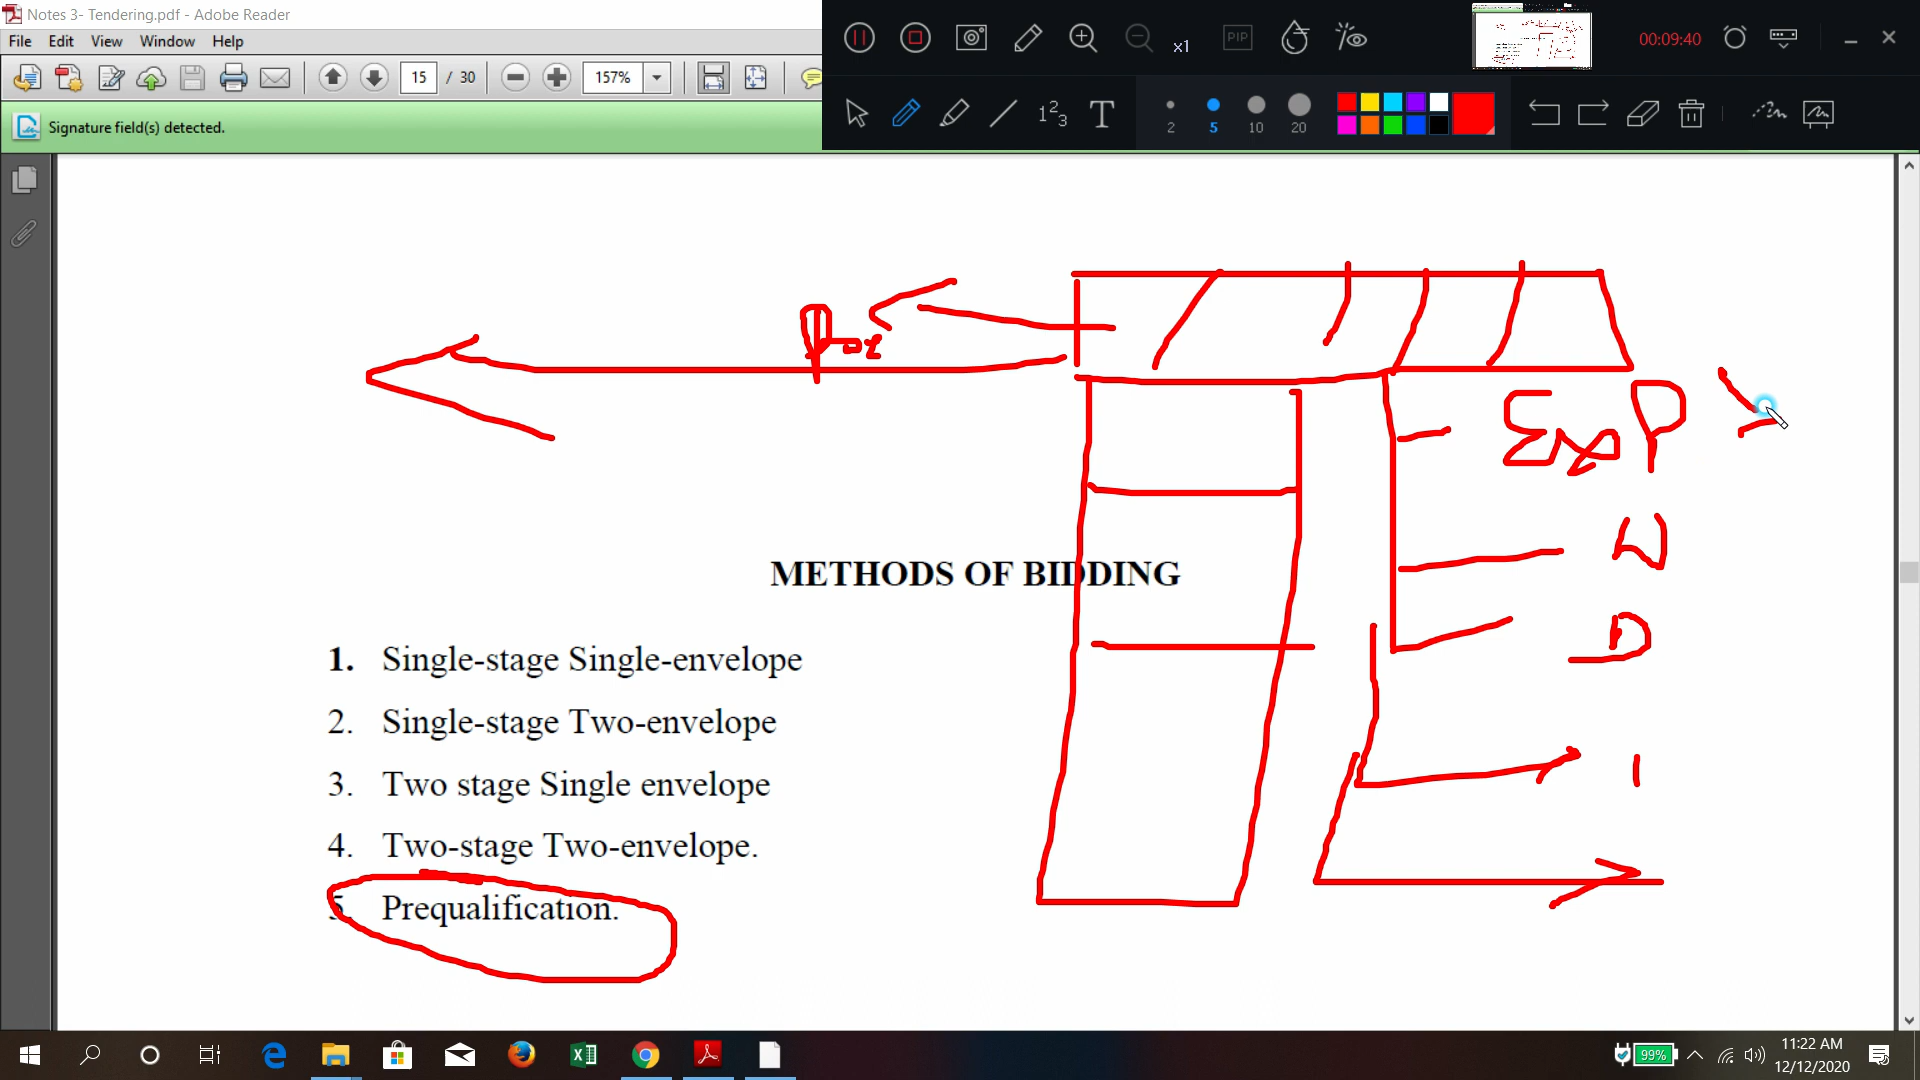 Notes 3- Tendering.pdf - Adobe Reader
File Edit View Window Help
15 / 30 157%
Signature field(s) detected.
x1 PIP 00:09:40
1 2 3 T 2 5 10 20
Exp
W
D
METHODS OF BIDDING
1. Single-stage Single-envelope
2. Single-stage Two-envelope
3. Two stage Single envelope
4. Two-stage Two-envelope.
5. Prequalification.
99% 11:22 AM
12/12/2020